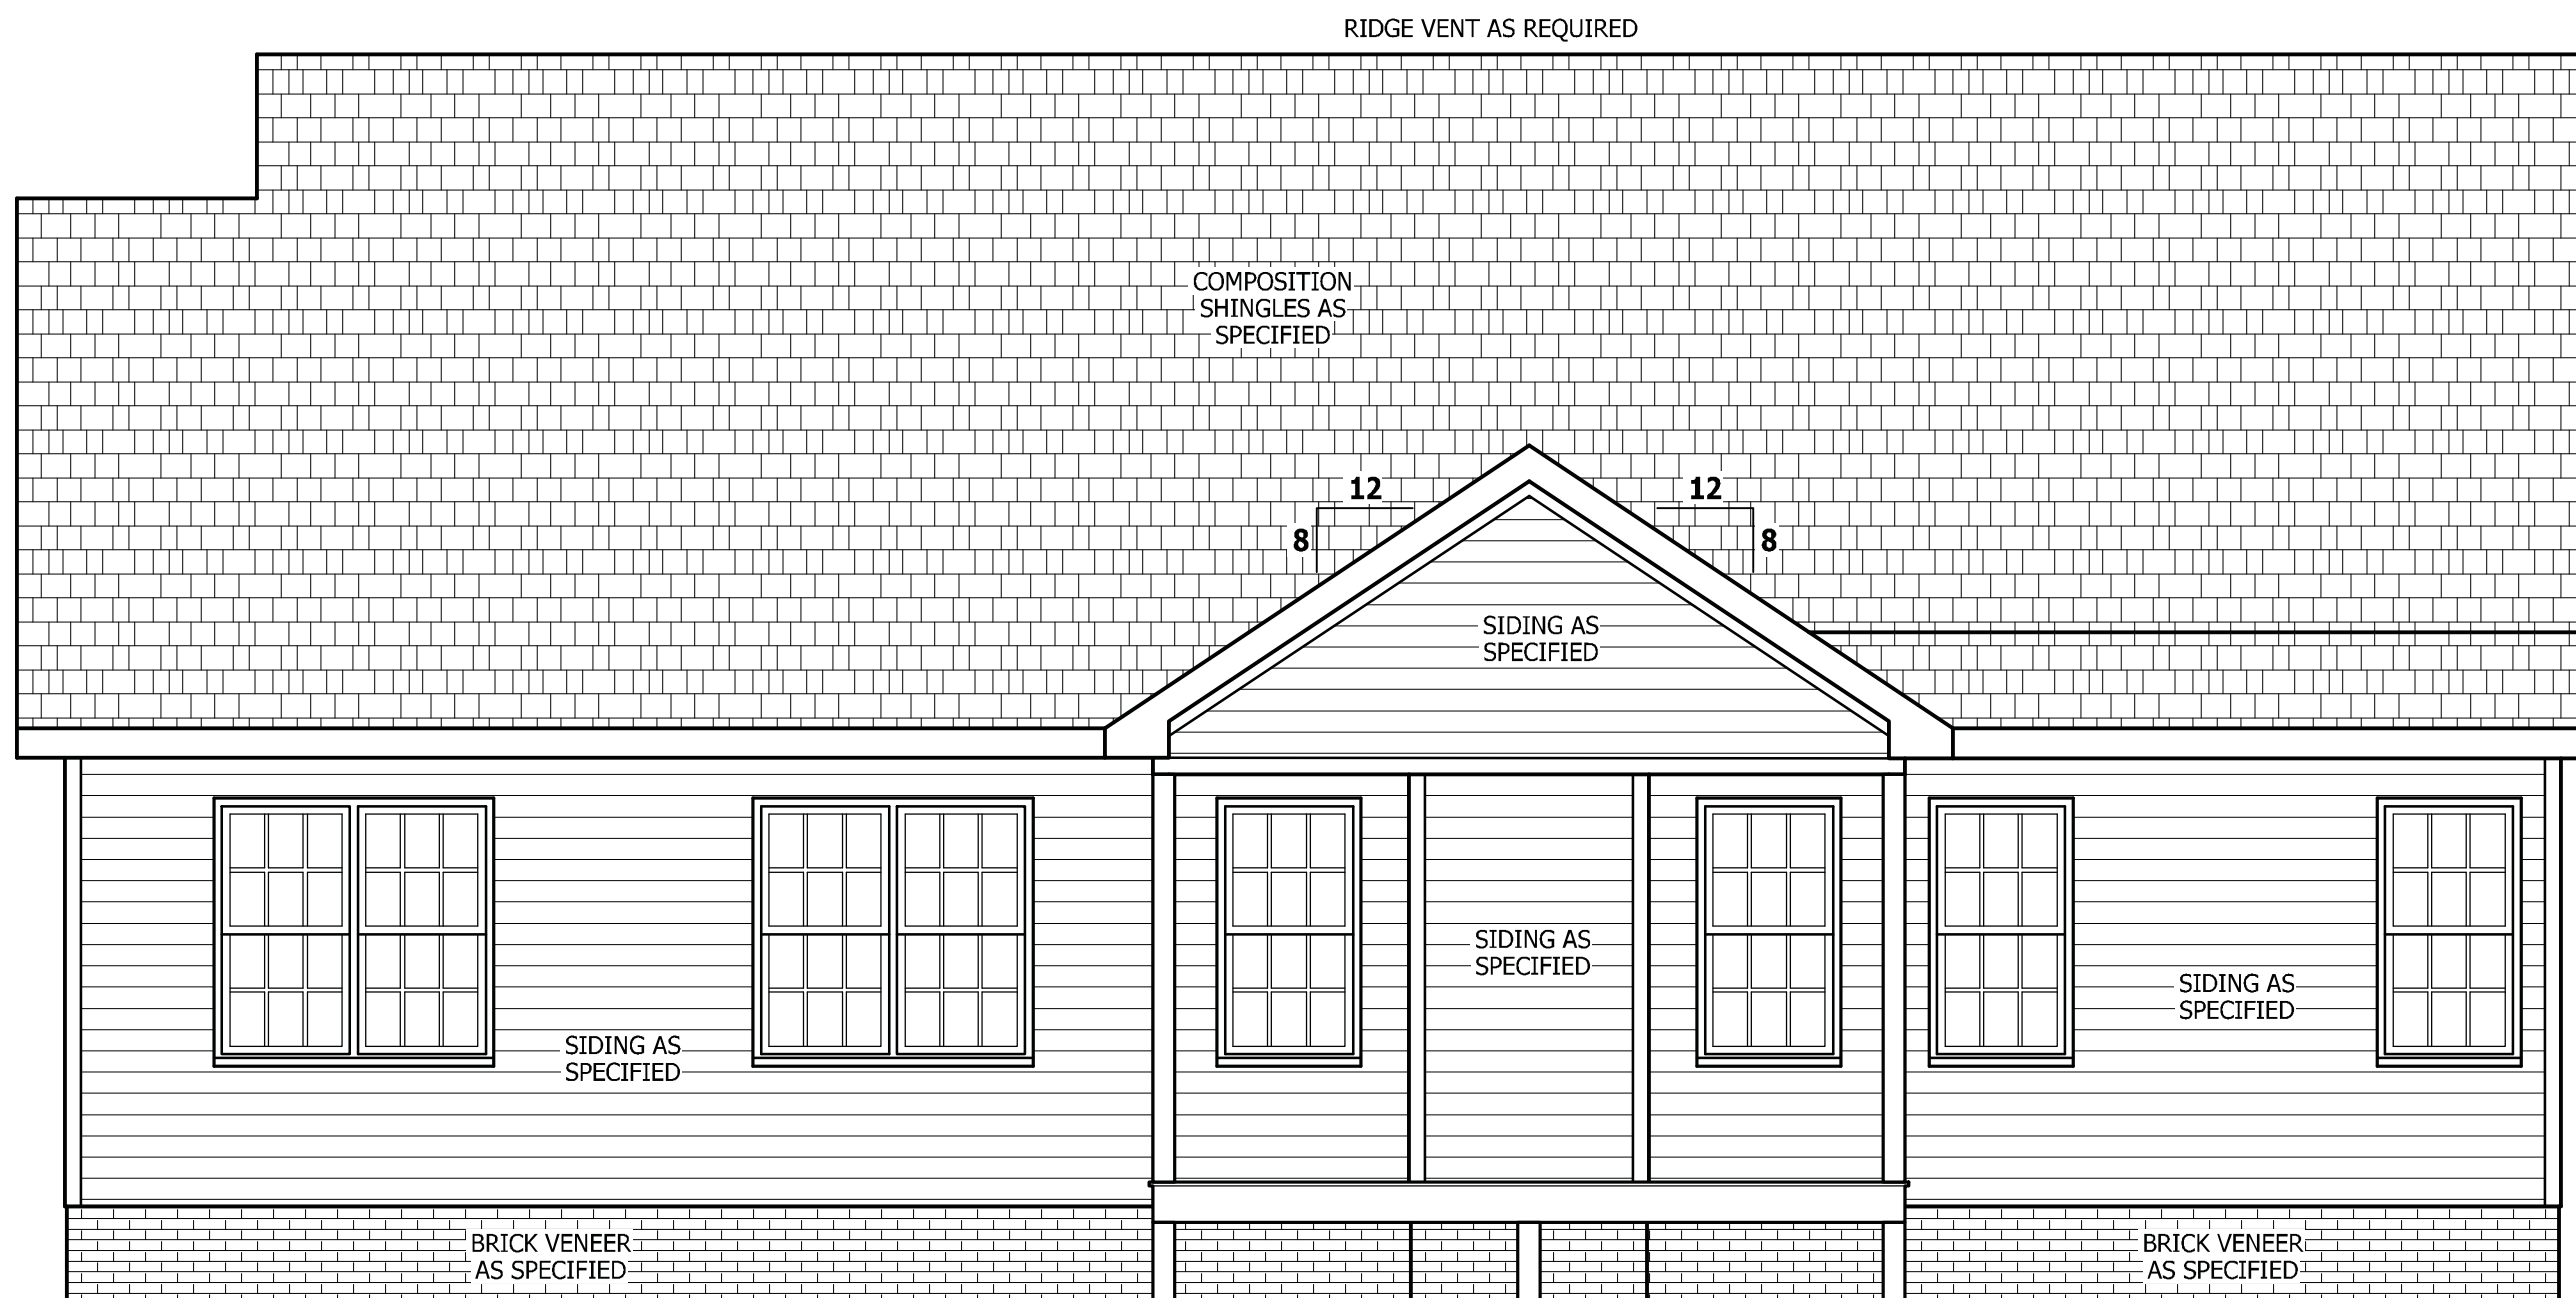 RIDGE VENT AS REQUIRED
COMPOSITION
SHINGLES AS
SPECIFIED
12
8
12
8
SIDING AS
SPECIFIED
SIDING AS
SPECIFIED
SIDING AS
SPECIFIED
SIDING AS
SPECIFIED
BRICK VENEER
AS SPECIFIED
BRICK VENEER
AS SPECIFIED